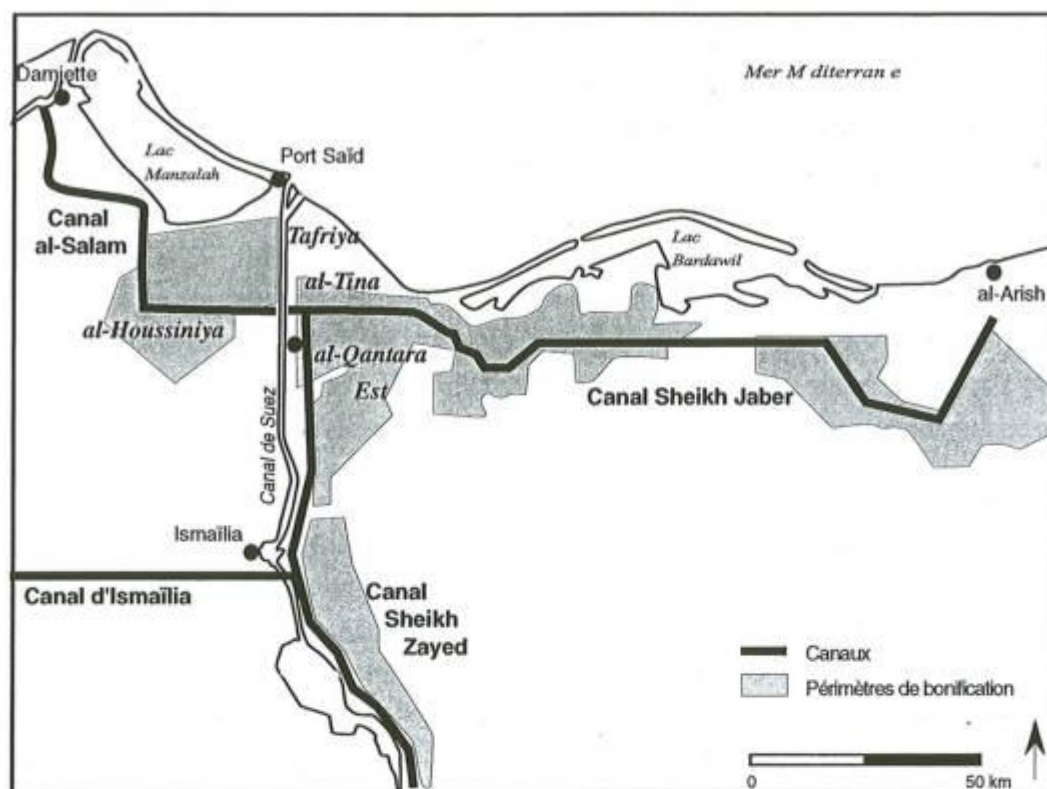 Damiette
Mer M diterran e
Lac
Manzalah
Port Saïd
Canal
al-Salam
Tafriya
Lac
Bardawil
al-Tina
al-Arish
al-Houssiniya
al-Qantara
Est
Canal Sheikh Jaber
Canal de Suez
Ismaïlia
Canal d'Ismaïlia
Canal
Sheikh
Zayed
Canaux
Périmètres de bonification
0
50 km